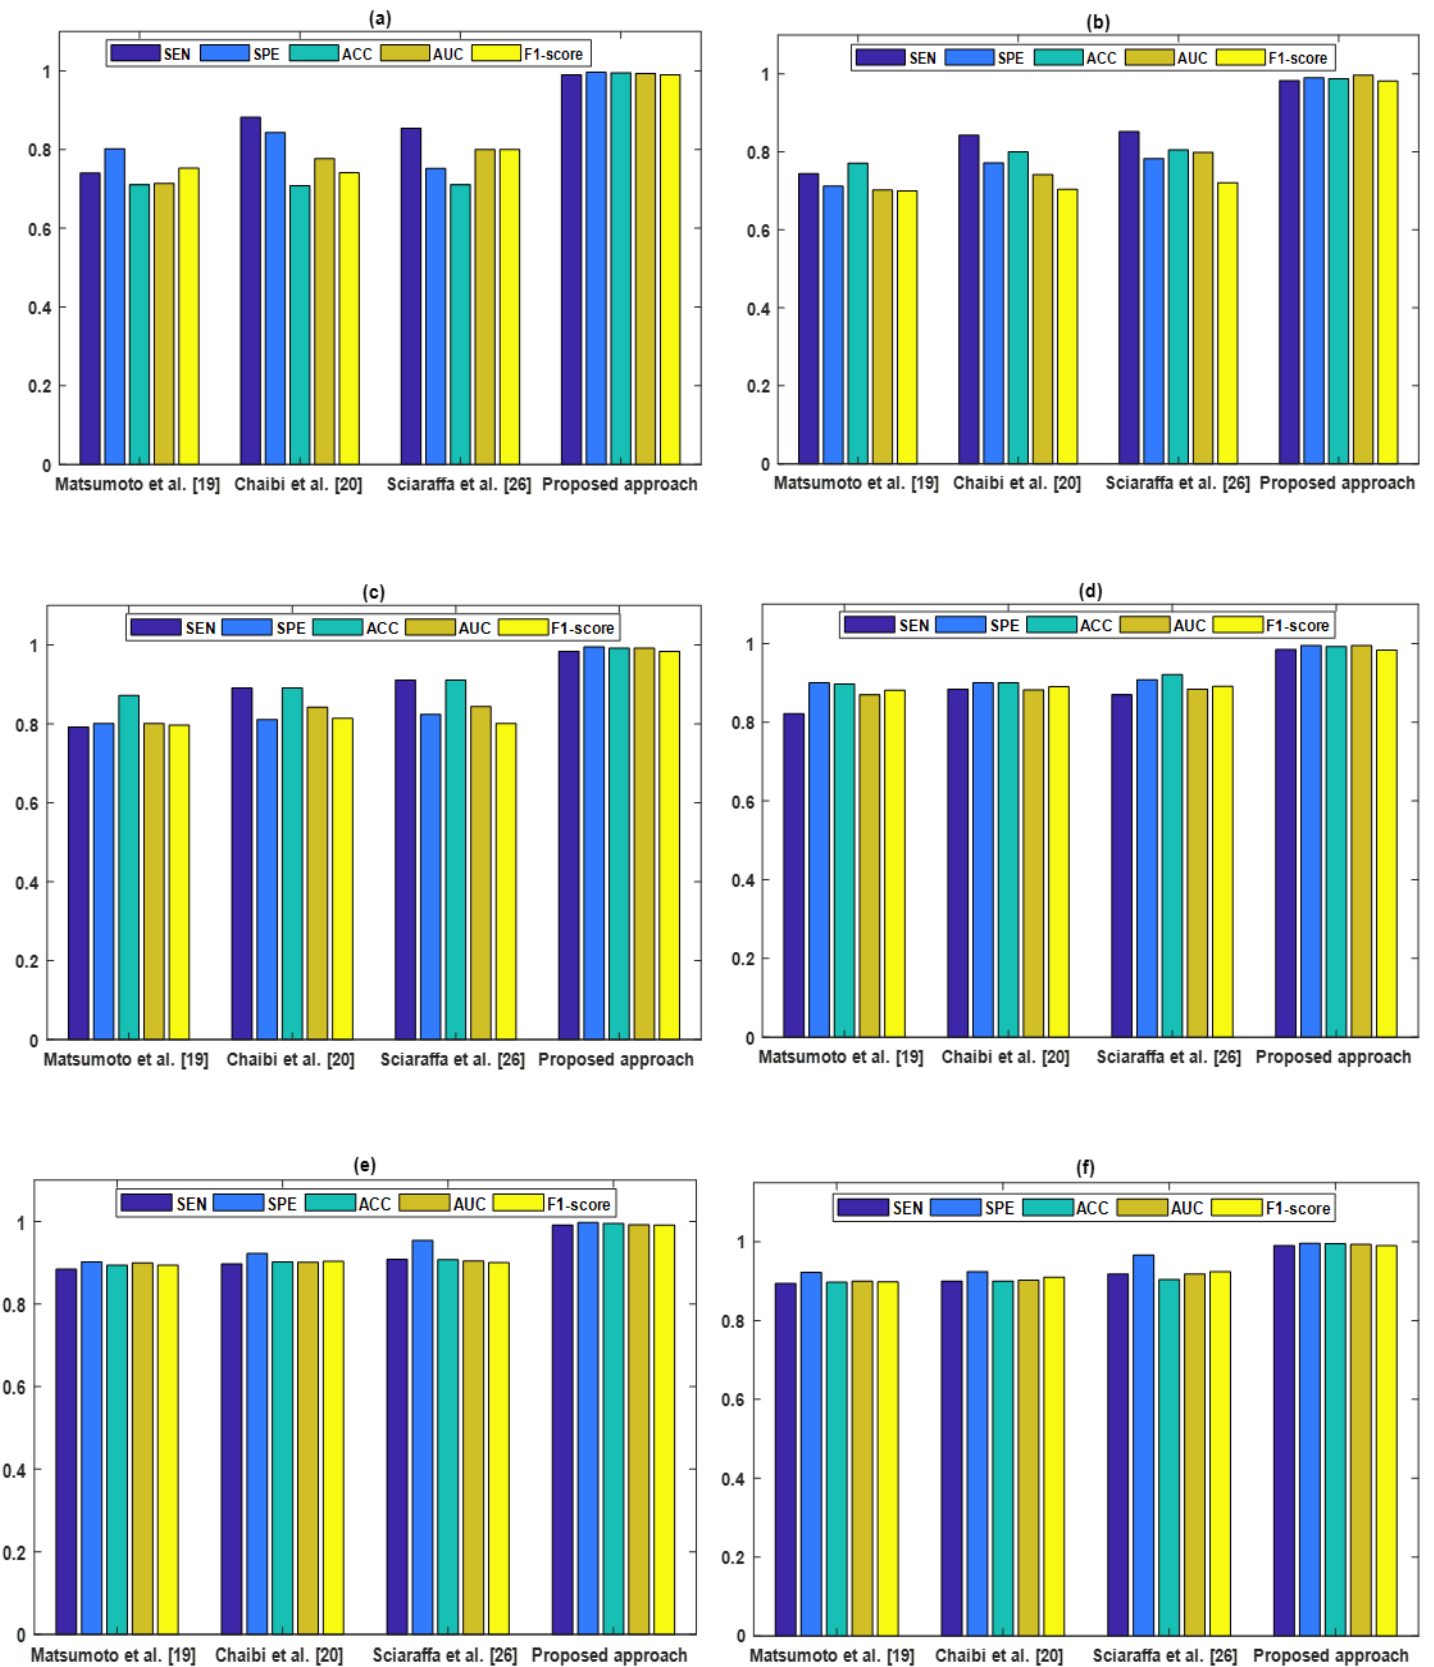 (a)
SEN SPE ACC AUC F1-score
1
0.8
0.6
0.4
0.2
0
Matsumoto et al. [19] Chaibi et al. [20] Sciaraffa et al. [26] Proposed approach
(b)
SEN SPE ACC AUC F1-score
1
0.8
0.6
0.4
0.2
0
Matsumoto et al. [19] Chaibi et al. [20] Sciaraffa et al. [26] Proposed approach
(c)
SEN SPE ACC AUC F1-score
1
0.8
0.6
0.4
0.2
0
Matsumoto et al. [19] Chaibi et al. [20] Sciaraffa et al. [26] Proposed approach
(d)
SEN SPE ACC AUC F1-score
1
0.8
0.6
0.4
0.2
0
Matsumoto et al. [19] Chaibi et al. [20] Sciaraffa et al. [26] Proposed approach
(e)
SEN SPE ACC AUC F1-score
1
0.8
0.6
0.4
0.2
0
Matsumoto et al. [19] Chaibi et al. [20] Sciaraffa et al. [26] Proposed approach
(f)
SEN SPE ACC AUC F1-score
1
0.8
0.6
0.4
0.2
0
Matsumoto et al. [19] Chaibi et al. [20] Sciaraffa et al. [26] Proposed approach